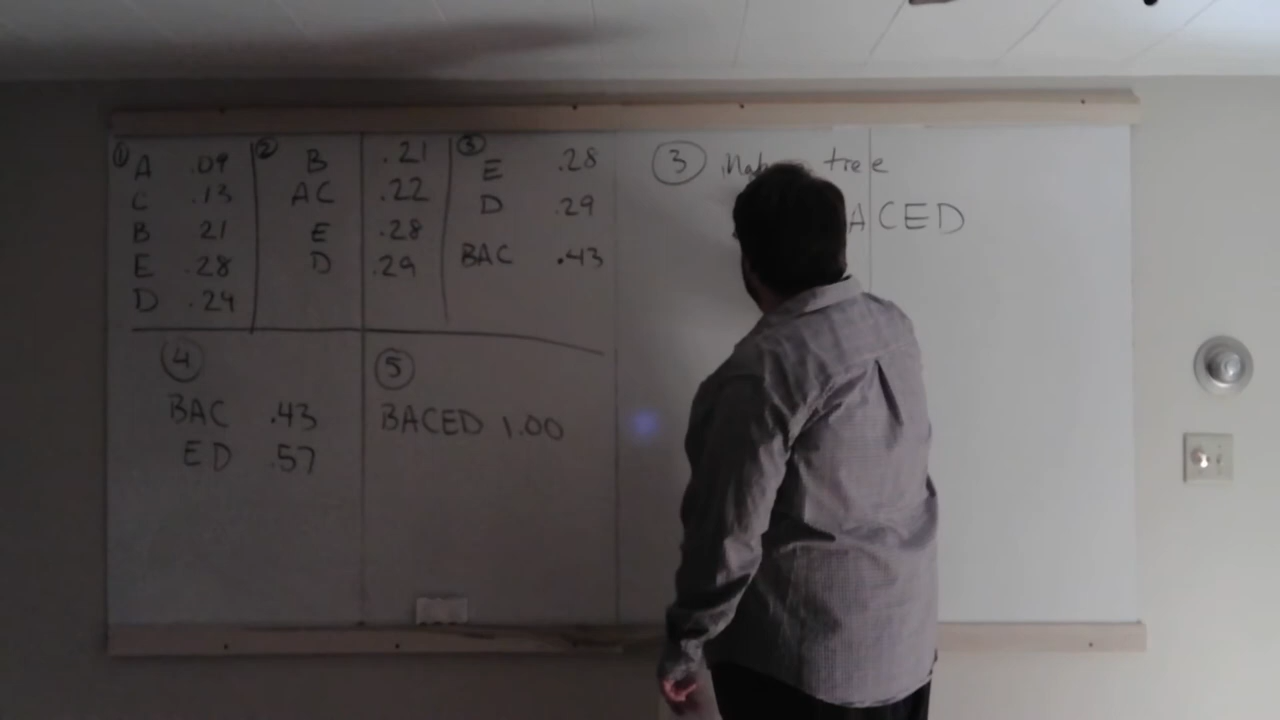 ①
A .09
C .13
B 21
E .28
D .29
②
B .21
AC .22
E .28
D .29
③
E .28
D .29
BAC .43
④
BAC .43
ED .57
⑤
BACED 1.00
③ tree
ACED